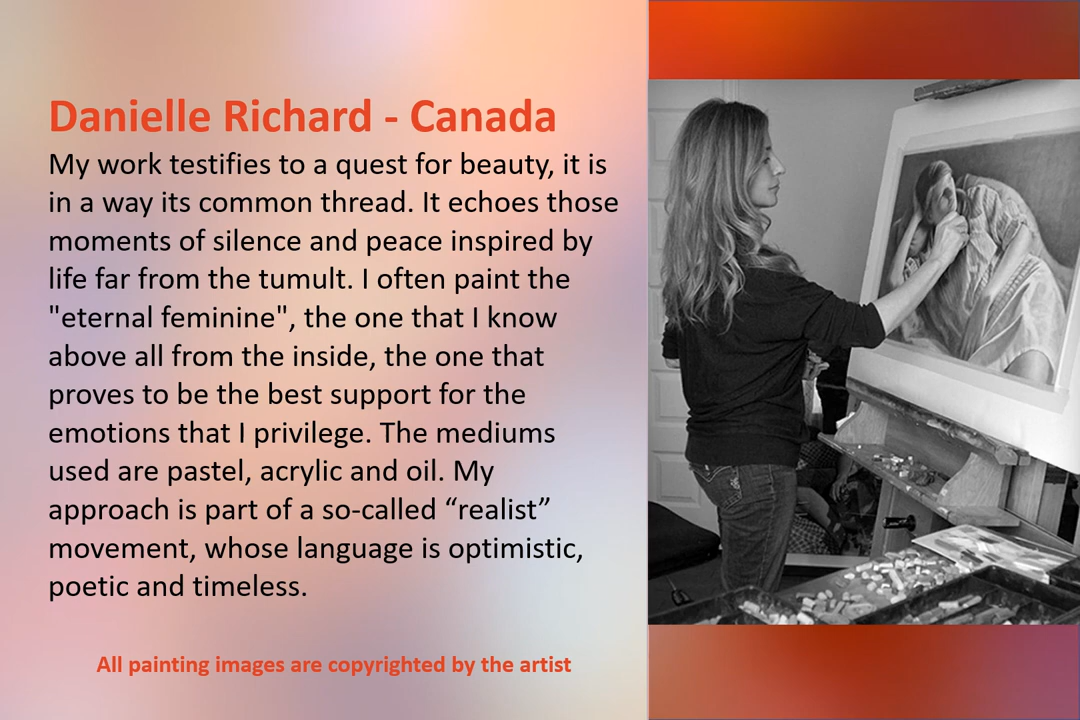 Danielle Richard - Canada
My work testifies to a quest for beauty, it is
in a way its common thread. It echoes those
moments of silence and peace inspired by
life far from the tumult. I often paint the
"eternal feminine", the one that I know
above all from the inside, the one that
proves to be the best support for the
emotions that I privilege. The mediums
used are pastel, acrylic and oil. My
approach is part of a so-called “realist”
movement, whose language is optimistic,
poetic and timeless.
All painting images are copyrighted by the artist